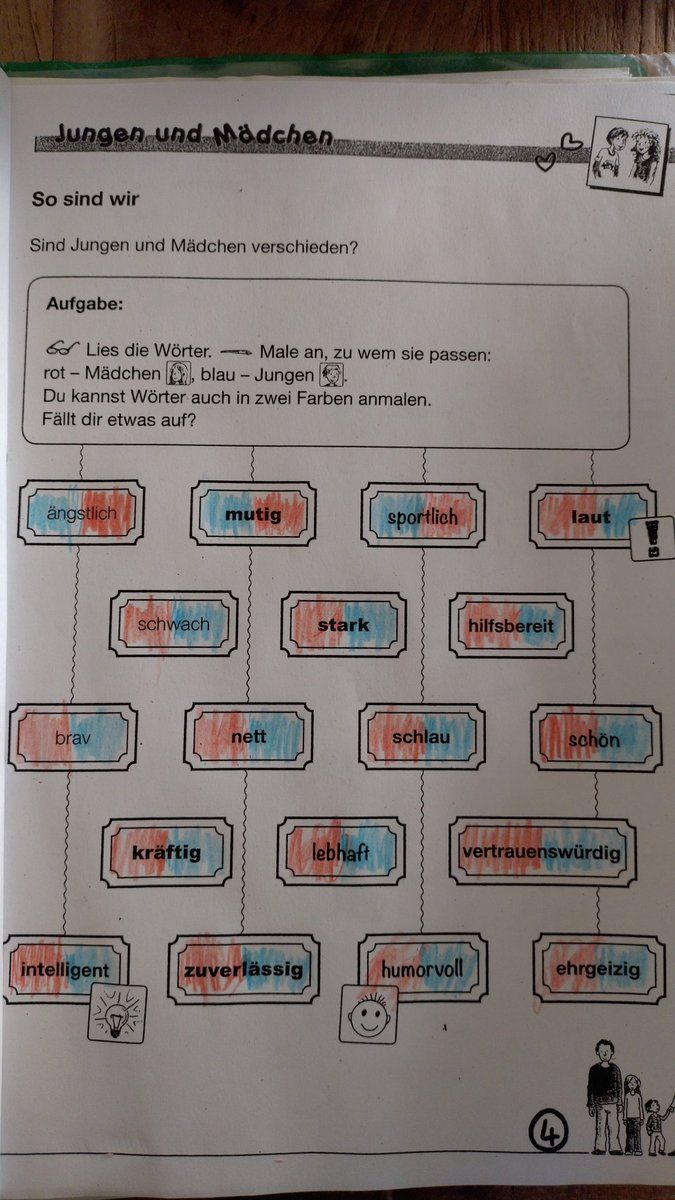 Jungen und Mädchen
So sind wir
Sind Jungen und Mädchen verschieden?
Aufgabe:
Lies die Wörter. Male an, zu wem sie passen:
rot – Mädchen , blau – Jungen .
Du kannst Wörter auch in zwei Farben anmalen.
Fällt dir etwas auf?
ängstlich mutig sportlich laut
!
schwach stark hilfsbereit
brav nett schlau schön
kräftig lebhaft vertrauenswürdig
intelligent zuverlässig humorvoll ehrgeizig
4